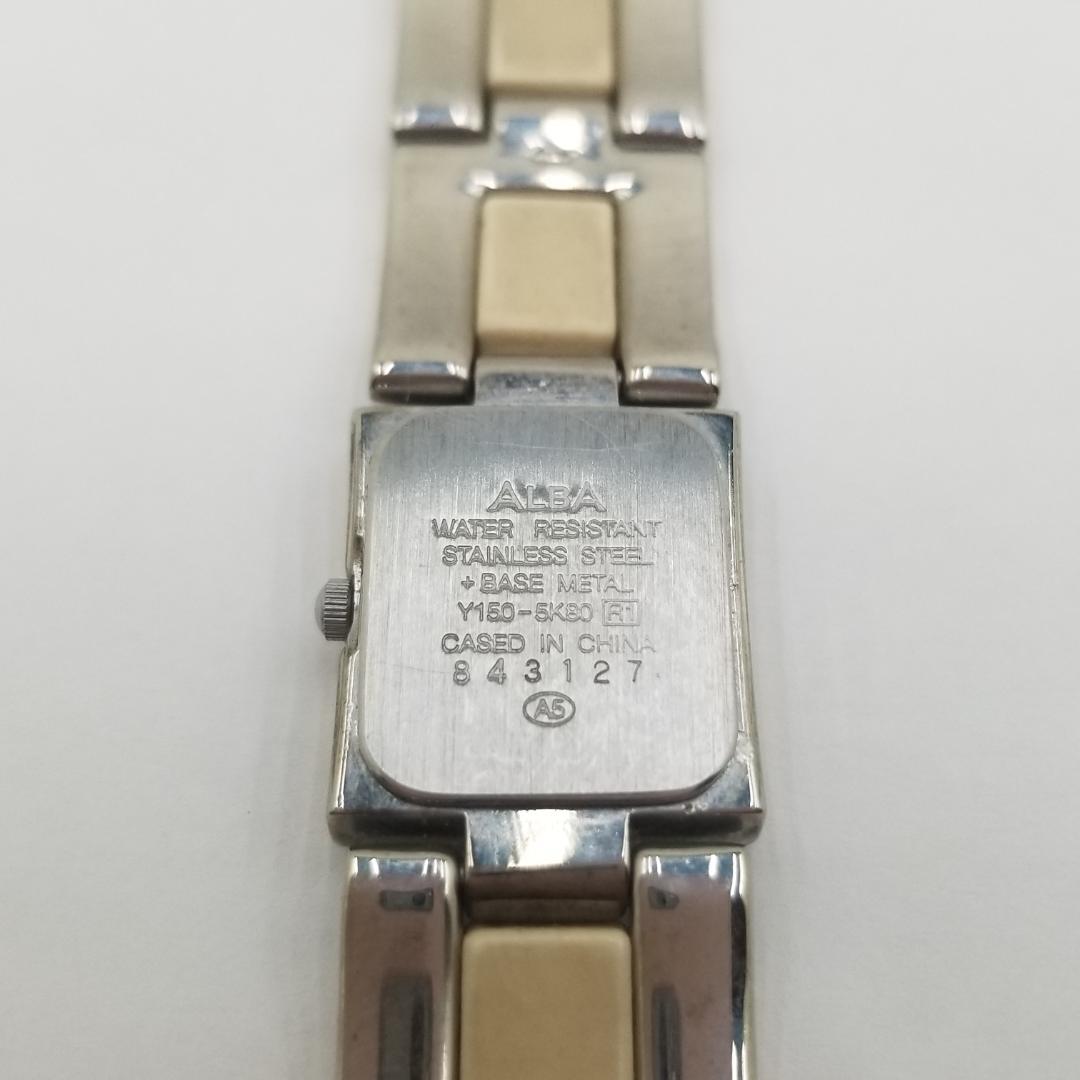 ALBA
WATER RESISTANT
STAINLESS STEEL
+ BASE METAL
Y150-5K80 R1
CASED IN CHINA
843127
A5